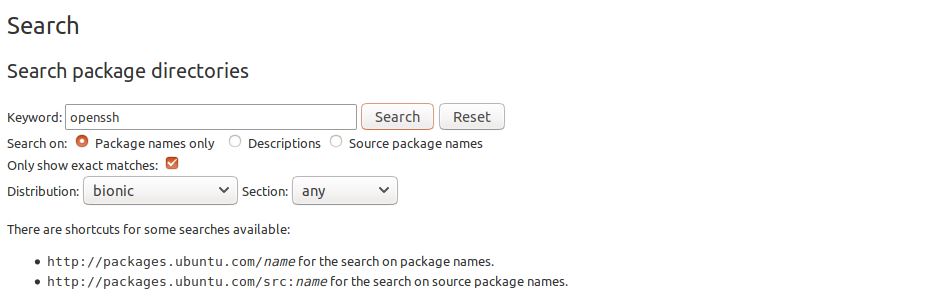 Search
Search package directories
Keyword: openssh Search Reset
Search on: Package names only Descriptions Source package names
Only show exact matches:
Distribution: bionic Section: any
There are shortcuts for some searches available:
• http://packages.ubuntu.com/name for the search on package names.
• http://packages.ubuntu.com/src:name for the search on source package names.